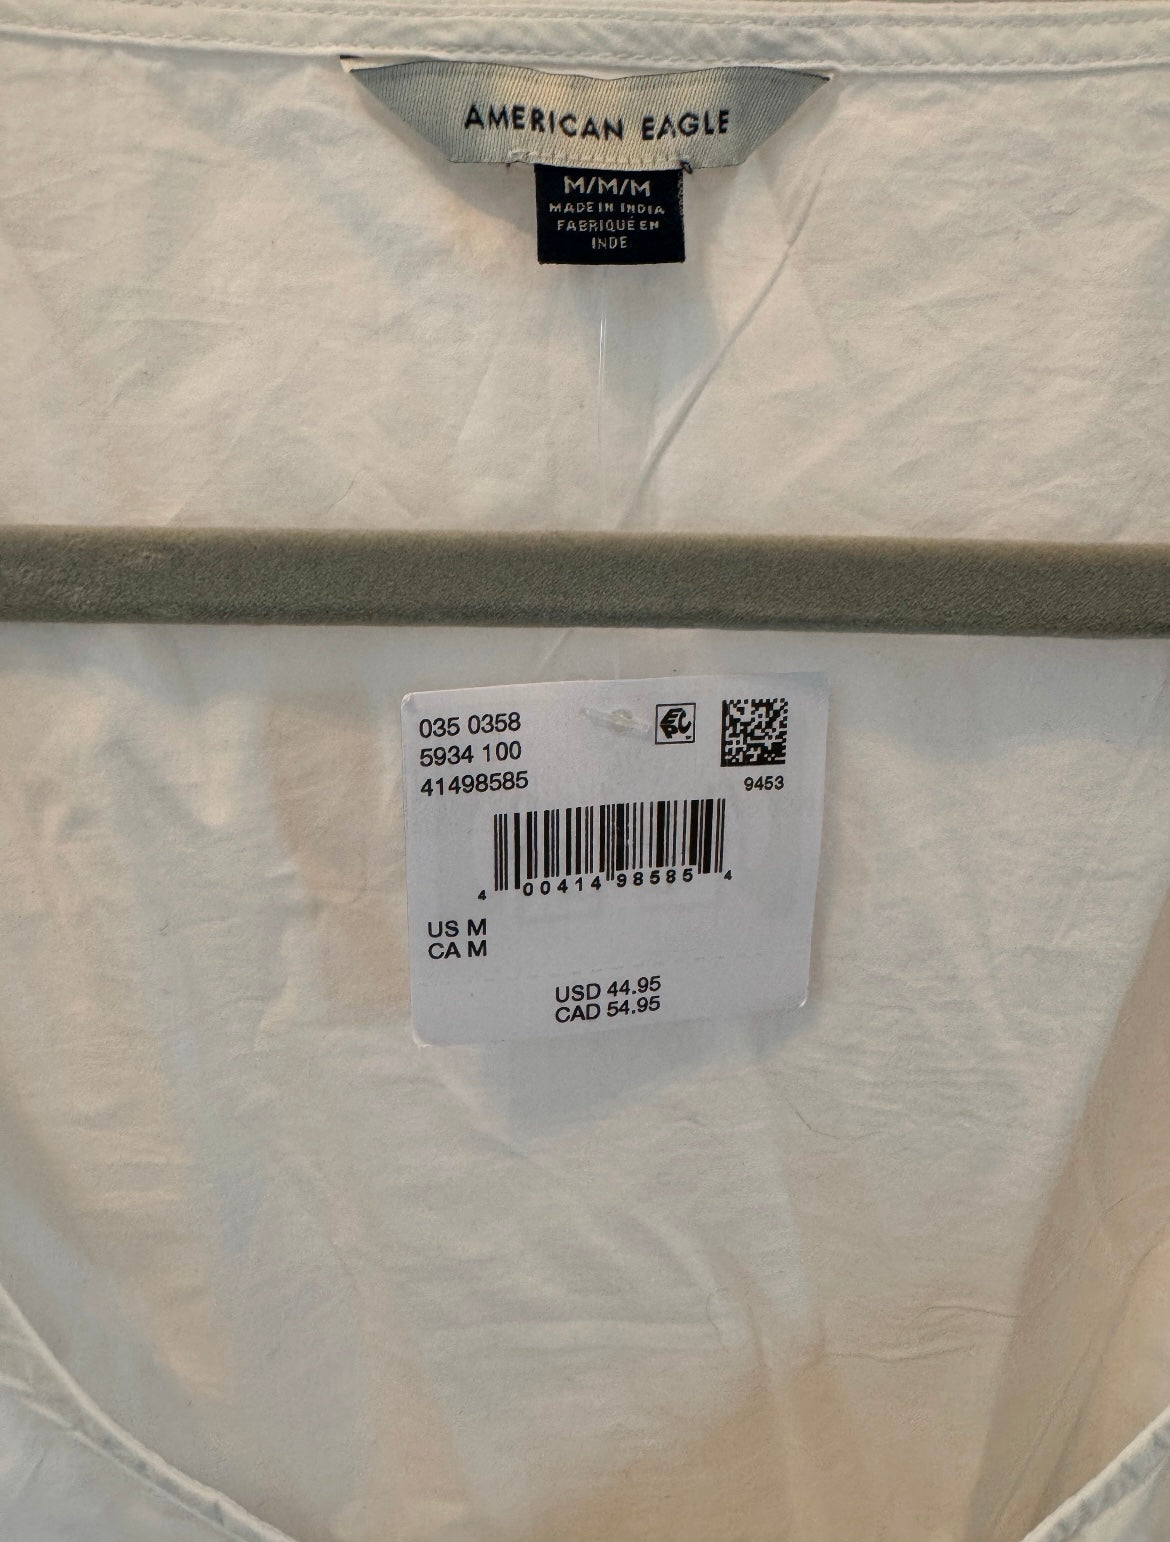 AMERICAN EAGLE
M/M/M
MADE IN INDIA
FABRIQUÉ EN
INDE
035 0358
5934 100
41498585
9453
4 00414 98585 4
US M
CA M
USD 44.95
CAD 54.95